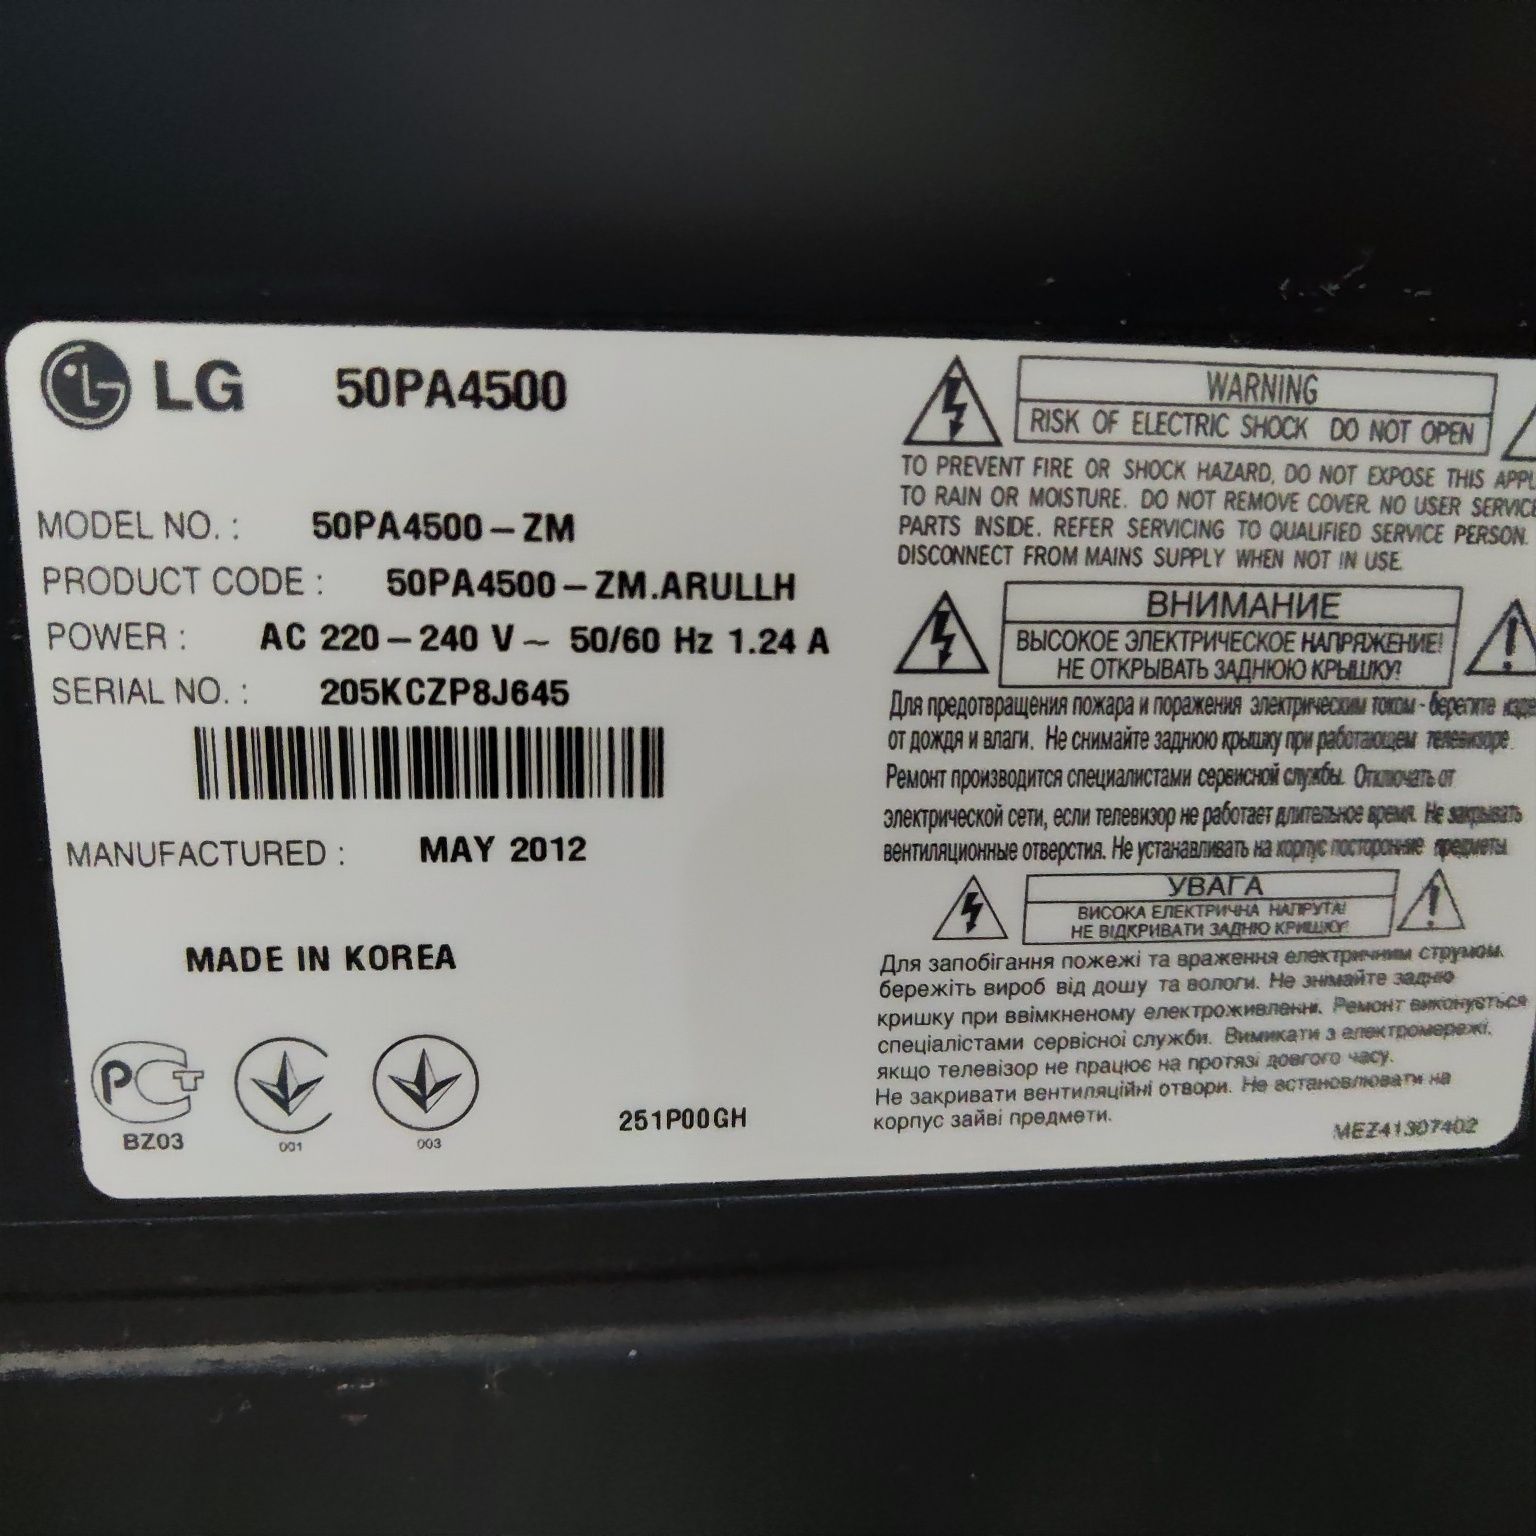 LG 50PA4500
MODEL NO. : 50PA4500-ZM
PRODUCT CODE : 50PA4500-ZM.ARULLH
POWER : AC 220-240 V~ 50/60 Hz 1.24 A
SERIAL NO. : 205KCZP8J645
MANUFACTURED : MAY 2012
MADE IN KOREA
РСТ
BZ03
001
003
251P00GH
WARNING
RISK OF ELECTRIC SHOCK DO NOT OPEN
TO PREVENT FIRE OR SHOCK HAZARD, DO NOT EXPOSE THIS
TO RAIN OR MOISTURE. DO NOT REMOVE COVER. NO USER
PARTS INSIDE. REFER SERVICING TO QUALIFIED SERVICE PERSON.
DISCONNECT FROM MAINS SUPPLY WHEN NOT IN USE.
ВНИМАНИЕ
ВЫСОКОЕ ЭЛЕКТРИЧЕСКОЕ НАПРЯЖЕНИЕ!
НЕ ОТКРЫВАТЬ ЗАДНЮЮ КРЫШКУ!
Для предотвращения пожара и поражения электрическим током - берегите
от дождя и влаги. Не снимайте заднюю крышку при работающем телевизоре.
Ремонт производится специалистами сервисной службы. Отключать от
электрической сети, если телевизор не работает длительное время. Не закрывать
вентиляционные отверстия. Не устанавливать на корпус посторонние предметы
УВАГА
ВИСОКА ЕЛЕКТРИЧНА НАПРУГА!
НЕ ВІДКРИВАТИ ЗАДНЮ КРИШКУ!
Для запобігання пожежі та враження електричним струмом.
бережіть виріб від дощу та вологи. Не знімайте задню
кришку при ввімкненому електроживленні. Ремонт виконується
спеціалістами сервісної служби. Вимикати з електромережі.
якщо телевізор не працює на протязі довгого часу.
Не закривати вентиляційні отвори. Не встановлювати на
корпус зайві предмети.
MEZ41307402